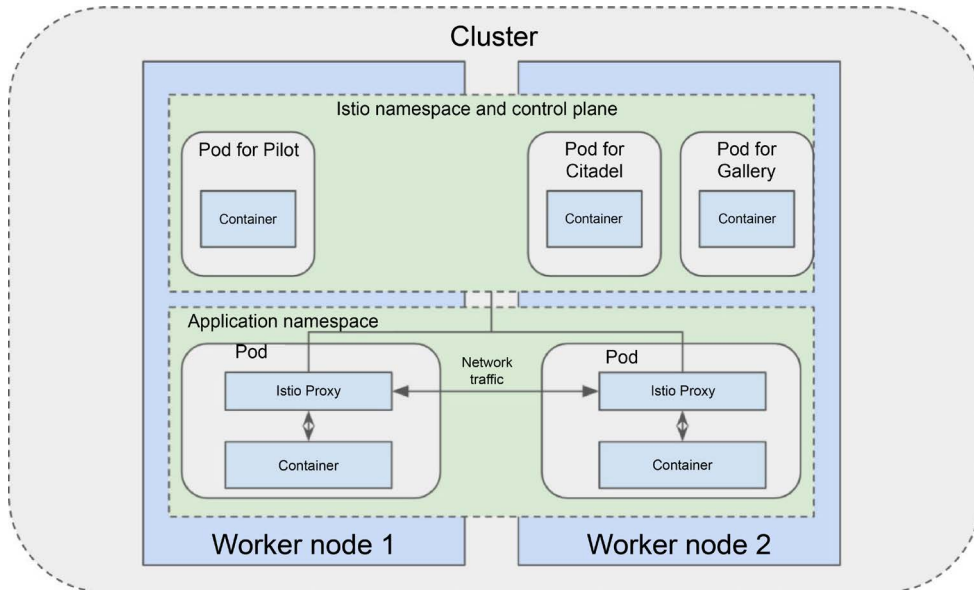 Cluster
Istio namespace and control plane
Pod for Pilot
Container
Pod for
Citadel
Container
Pod for
Gallery
Container
Application namespace
Pod
Istio Proxy
Container
Network
traffic
Pod
Istio Proxy
Container
Worker node 1
Worker node 2